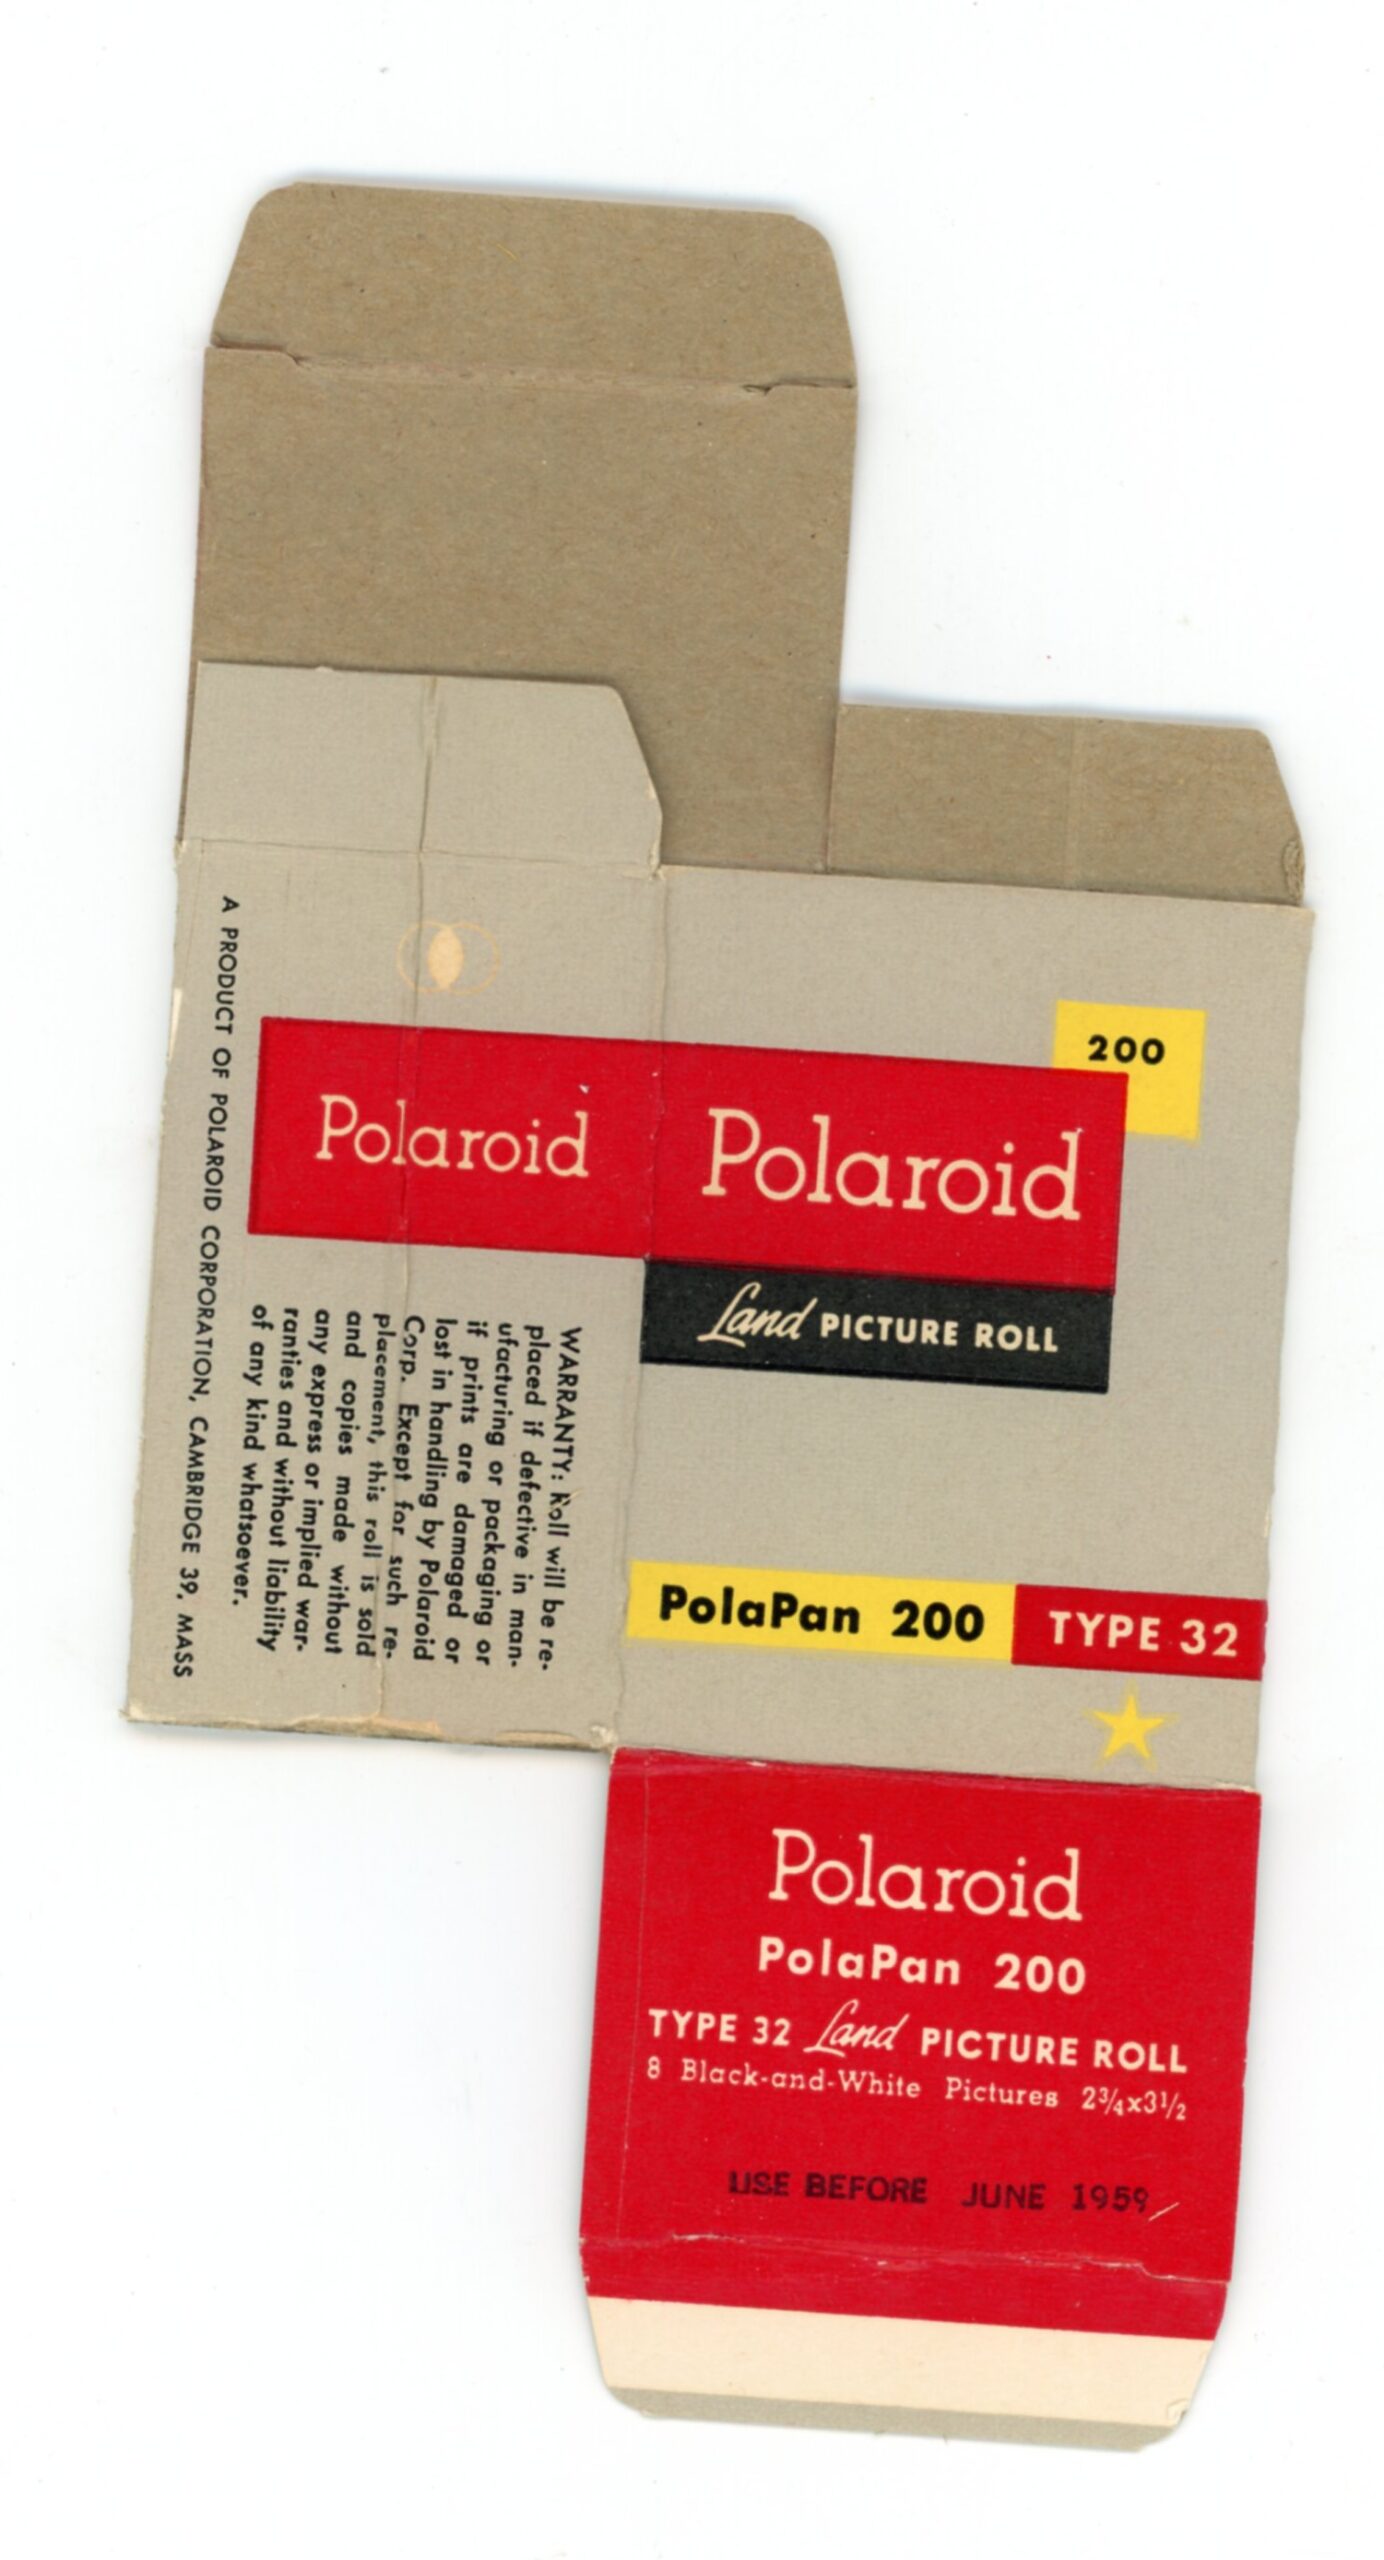 A PRODUCT OF POLAROID CORPORATION, CAMBRIDGE 39, MASS
Polaroid
WARRANTY: Roll will be re-
placed if defective in man-
ufacturing or packaging or
if prints are damaged or
lost in handling by Polaroid
Corp. Except for such re-
placement, this roll is sold
and copies made without
any express or implied war-
ranties and without liability
of any kind whatsoever.
200
Polaroid
Land PICTURE ROLL
PolaPan 200 TYPE 32
Polaroid
PolaPan 200
TYPE 32 Land PICTURE ROLL
8 Black-and-White Pictures 2¾x3½
USE BEFORE JUNE 1959